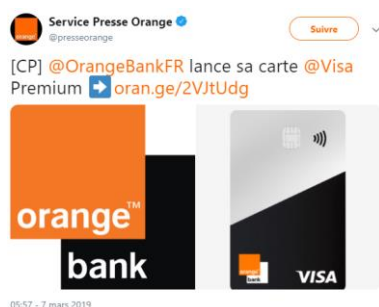 Service Presse Orange
@presseorange
Suivre
[CP] @OrangeBankFR lance sa carte @Visa
Premium ➡ oran.ge/2VJtUdg
orange™
bank
VISA
05:57 - 7 mars 2019